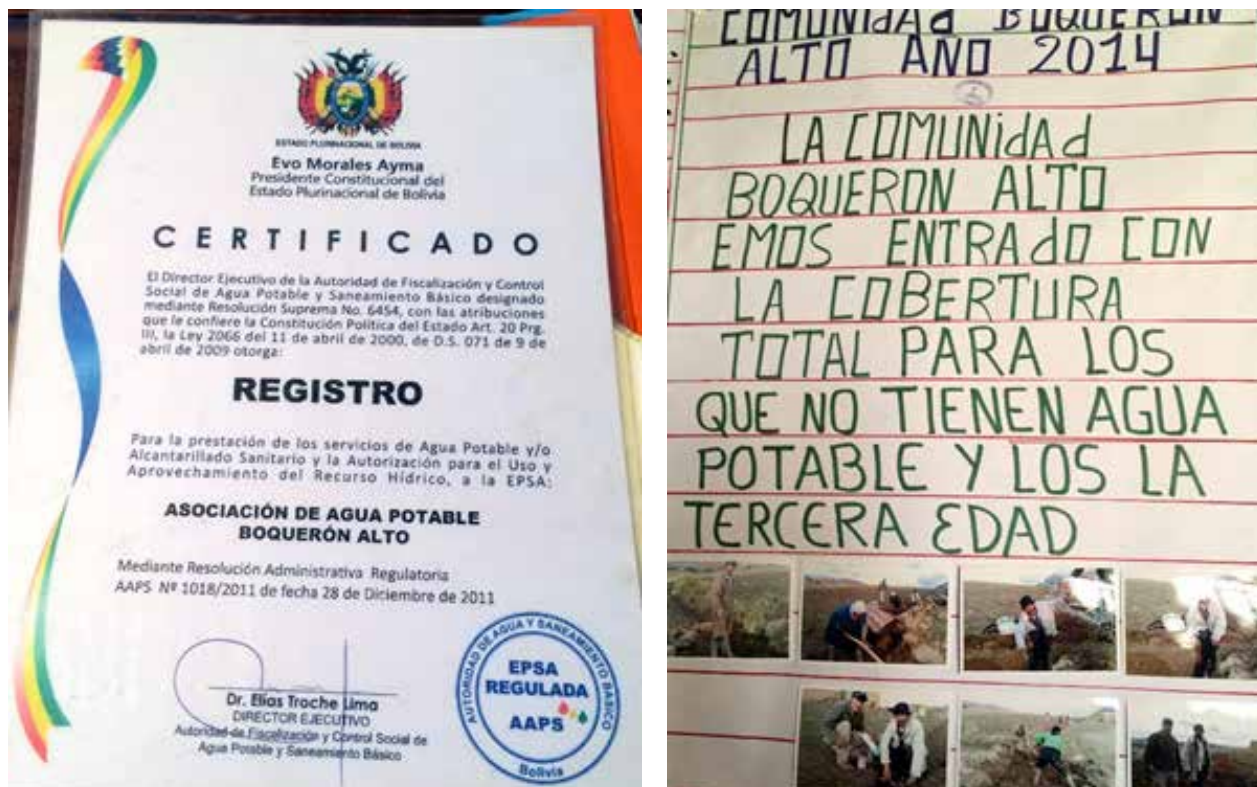 ESTADO PLURINACIONAL DE BOLIVIA
Evo Morales Ayma
Presidente Constitucional del
Estado Plurinacional de Bolivia
CERTIFICADO
El Director Ejecutivo de la Autoridad de Fiscalización y Control
Social de Agua Potable y Saneamiento Básico designado
mediante Resolución Suprema No. 6454, con las atribuciones
que le confiere la Constitución Política del Estado Art. 20 Prg.
III, la Ley 2066 del 11 de abril de 2000, de D.S. 071 de 9 de
abril de 2009 otorga:
REGISTRO
Para la prestación de los servicios de Agua Potable y/o
Alcantarillado Sanitario y la Autorización para el Uso y
Aprovechamiento del Recurso Hídrico, a la EPSA:
ASOCIACIÓN DE AGUA POTABLE
BOQUERÓN ALTO
Mediante Resolución Administrativa Regulatoria
AAPS Nº 1018/2011 de fecha 28 de Diciembre de 2011
Dr. Elías Troche Lima
DIRECTOR EJECUTIVO
Autoridad de Fiscalización y Control Social de
Agua Potable y Saneamiento Básico
AUTORIDAD DE AGUA Y SANEAMIENTO BASICO
EPSA
REGULADA
AAPS
Bolivia
COMUNIdAd BOQUERON
ALTO AÑO 2014
LA COMUNIdAd
BOQUERON ALTO
EMOS ENTRAdO CON
LA COBERTURA
TOTAL PARA LOS
QUE NO TIENEN AGUA
POTABLE Y LOS LA
TERCERA EDAD